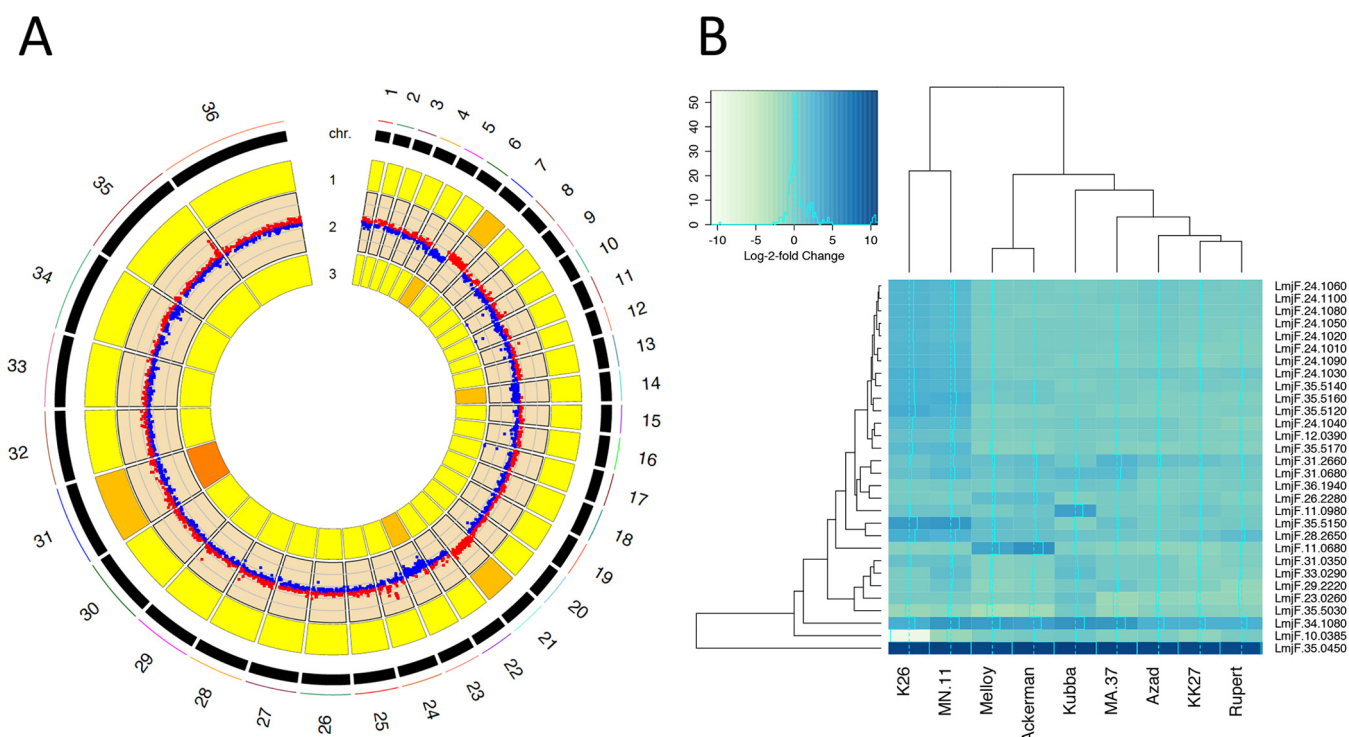 A
B
chr.
1
2
3
1
2
3
4
5
6
7
8
9
10
11
12
13
14
15
16
17
18
19
20
21
22
23
24
25
26
27
28
29
30
31
32
33
34
35
36
50
40
30
20
10
0
-10 -5 0 5 10
Log-2-fold Change
LmjF.24.1060
LmjF.24.1100
LmjF.24.1080
LmjF.24.1050
LmjF.24.1020
LmjF.24.1010
LmjF.24.1090
LmjF.24.1030
LmjF.35.5140
LmjF.35.5160
LmjF.35.5120
LmjF.24.1040
LmjF.12.0390
LmjF.35.5170
LmjF.31.2660
LmjF.31.0680
LmjF.36.1940
LmjF.26.2280
LmjF.11.0980
LmjF.35.5150
LmjF.28.2650
LmjF.11.0680
LmjF.31.0350
LmjF.33.0290
LmjF.29.2220
LmjF.23.0260
LmjF.35.5030
LmjF.34.1080
LmjF.10.0385
LmjF.35.0450
K26
MN.11
Melloy
Ackerman
Kubba
MA.37
Azad
KK27
Rupert